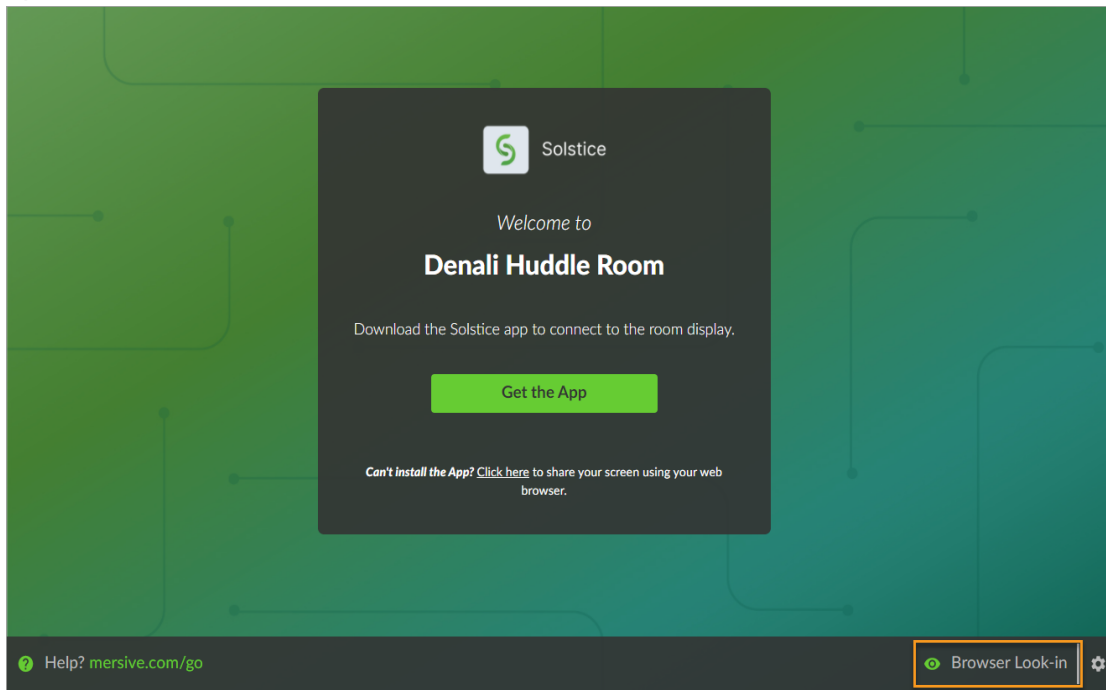 Solstice
Welcome to
Denali Huddle Room
Download the Solstice app to connect to the room display.
Get the App
Can't install the App? Click here to share your screen using your web
browser.
? Help? mersive.com/go
Browser Look-in